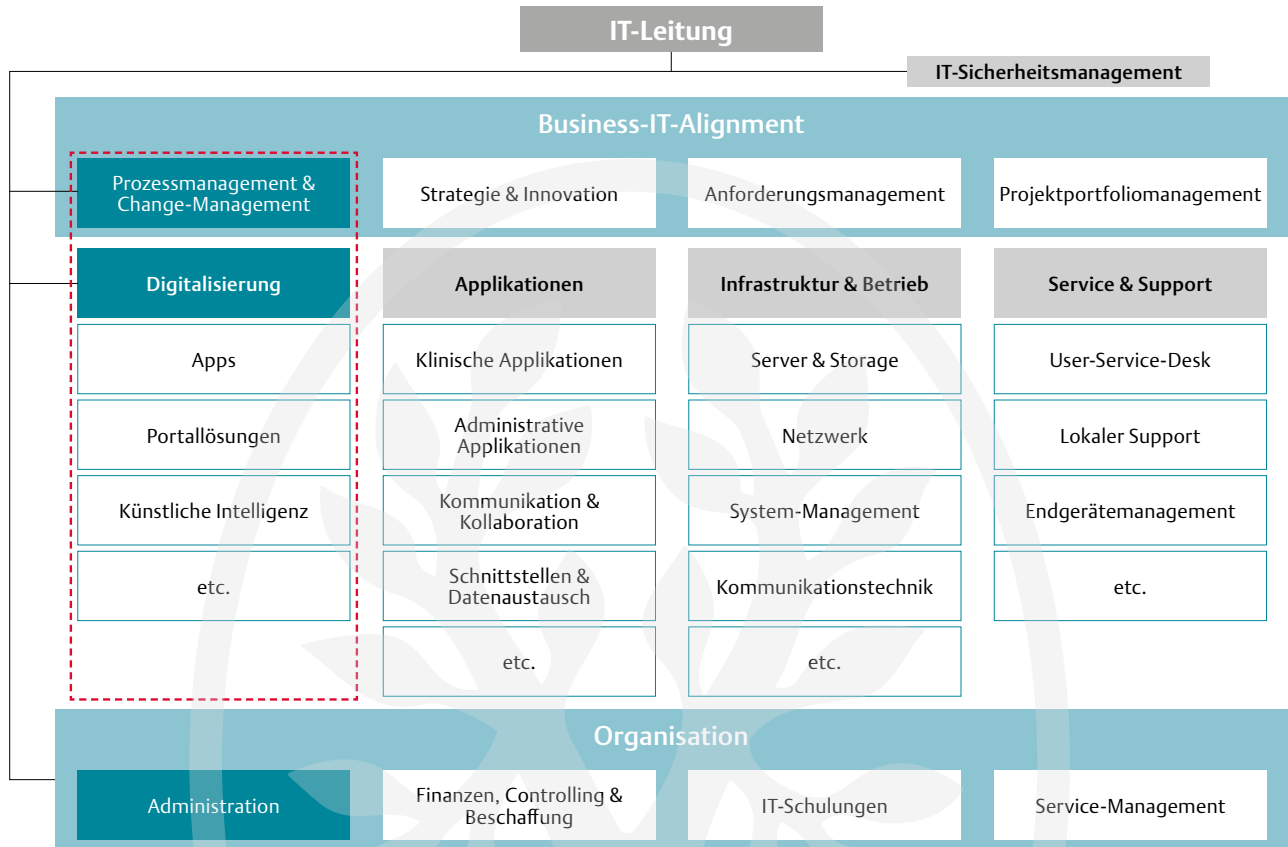 IT-Leitung
IT-Sicherheitsmanagement
Business-IT-Alignment
Prozessmanagement &
Change-Management
Strategie & Innovation
Anforderungsmanagement
Projektportfoliomanagement
Digitalisierung
Applikationen
Infrastruktur & Betrieb
Service & Support
Apps
Klinische Applikationen
Server & Storage
User-Service-Desk
Portallösungen
Administrative
Applikationen
Netzwerk
Lokaler Support
Künstliche Intelligenz
Kommunikation &
Kollaboration
System-Management
Endgerätemanagement
etc.
Schnittstellen &
Datenaustausch
Kommunikationstechnik
etc.
etc.
etc.
Organisation
Administration
Finanzen, Controlling &
Beschaffung
IT-Schulungen
Service-Management